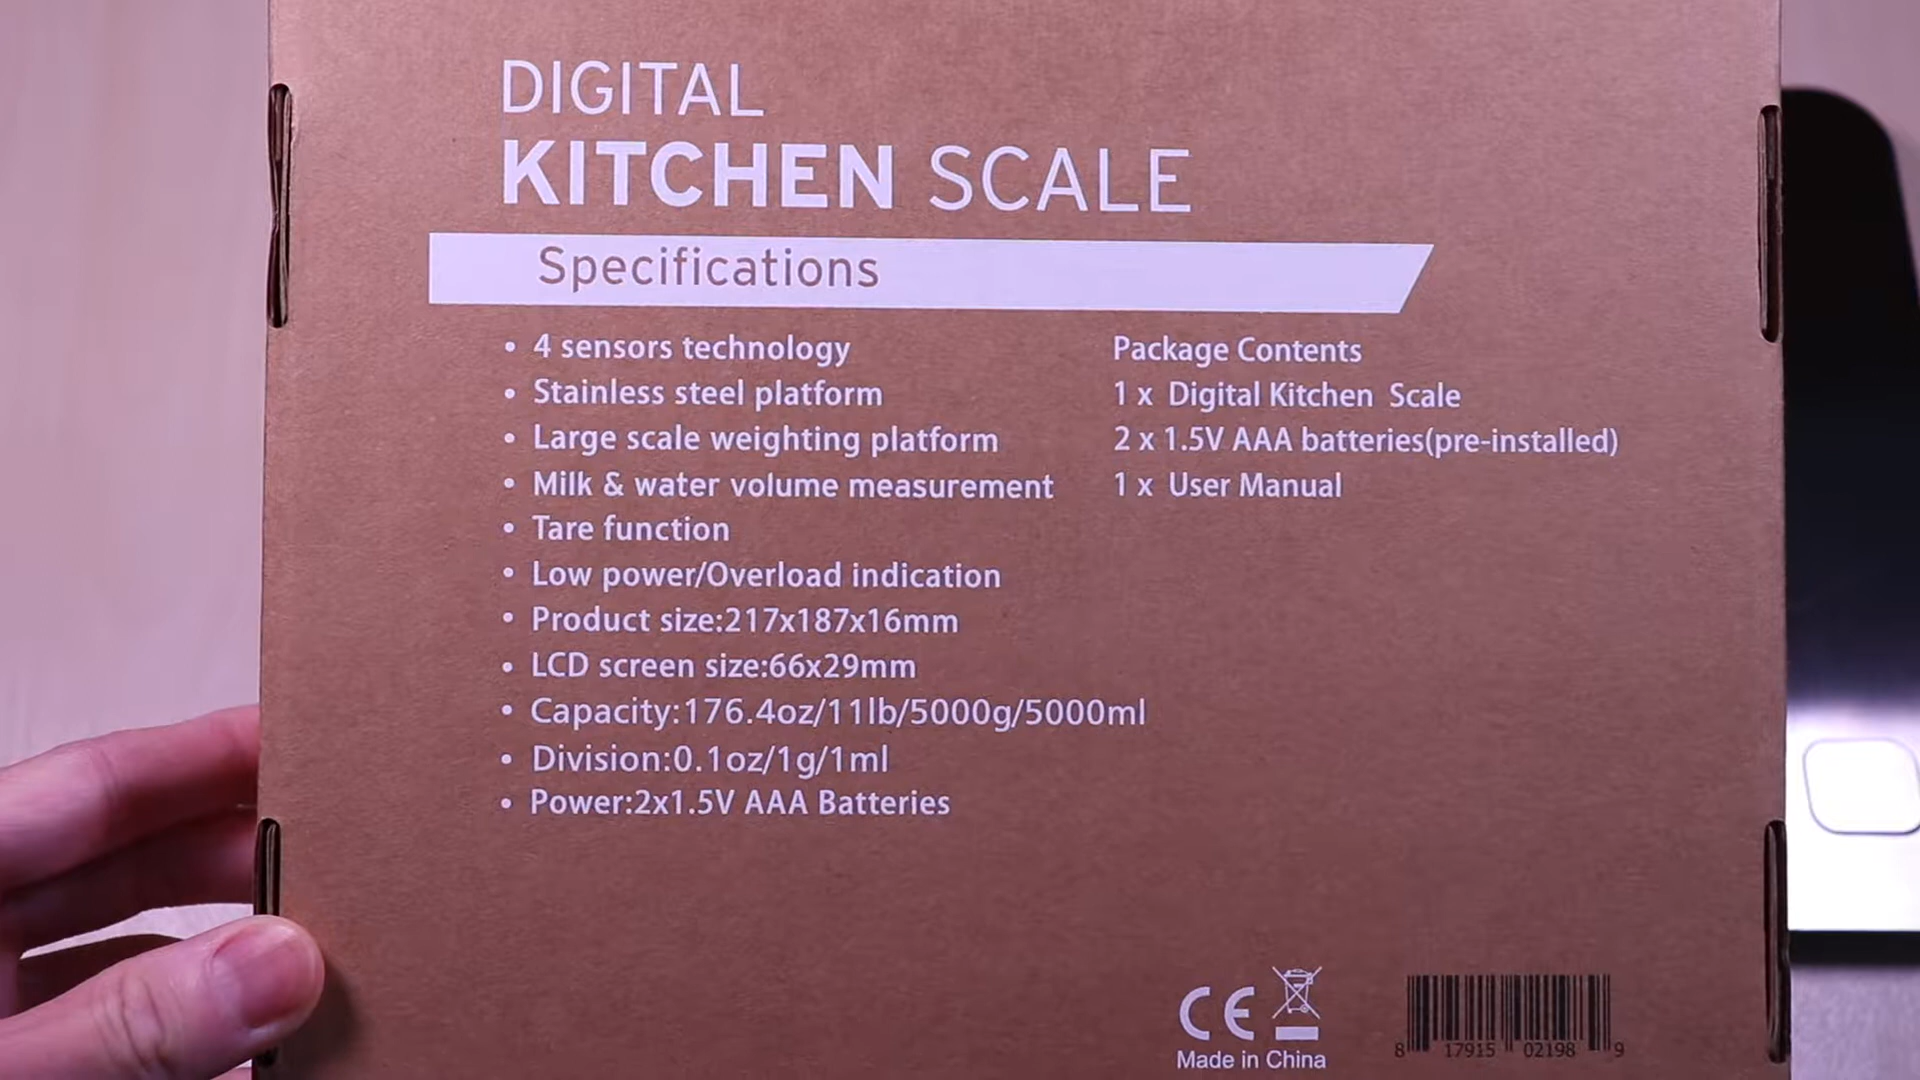 DIGITAL
KITCHEN SCALE
Specifications
• 4 sensors technology
• Stainless steel platform
• Large scale weighting platform
• Milk & water volume measurement
• Tare function
• Low power/Overload indication
• Product size:217x187x16mm
• LCD screen size:66x29mm
• Capacity:176.4oz/11lb/5000g/5000ml
• Division:0.1oz/1g/1ml
• Power:2x1.5V AAA Batteries
Package Contents
1 x Digital Kitchen Scale
2 x 1.5V AAA batteries(pre-installed)
1 x User Manual
CE
Made in China
8 17915 02198 9